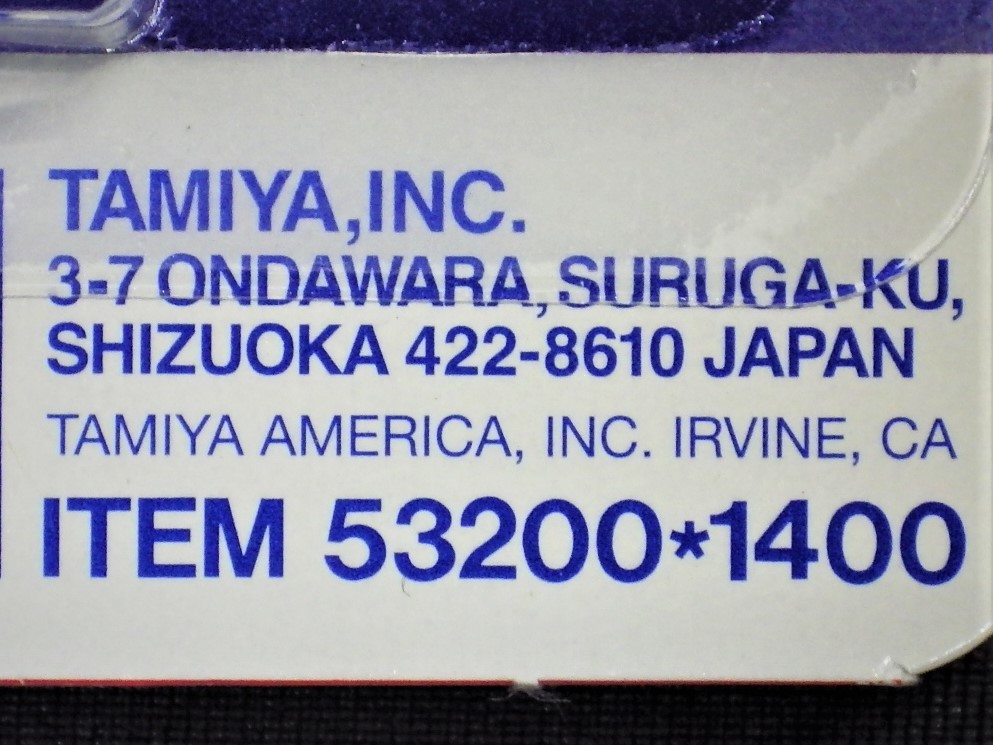 TAMIYA,INC.
3-7 ONDAWARA, SURUGA-KU,
SHIZUOKA 422-8610 JAPAN
TAMIYA AMERICA, INC. IRVINE, CA
ITEM 53200*1400